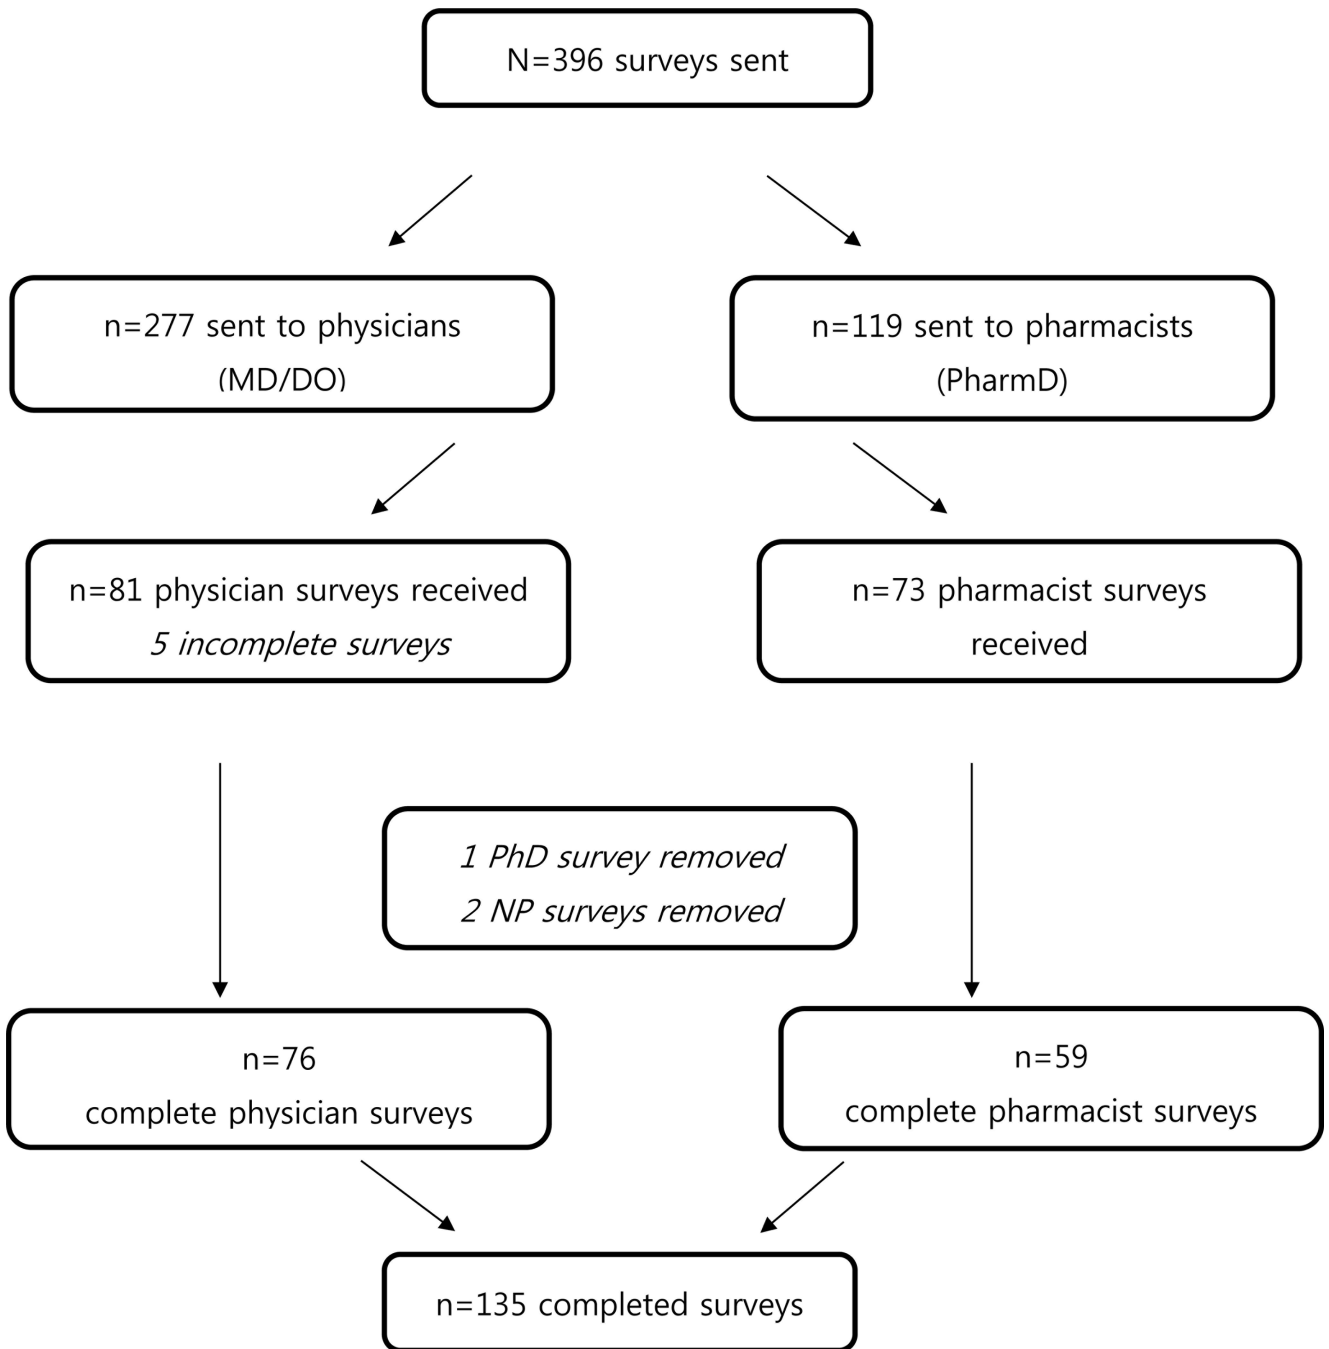 N=396 surveys sent
n=277 sent to physicians
(MD/DO)
n=119 sent to pharmacists
(PharmD)
n=81 physician surveys received
5 incomplete surveys
n=73 pharmacist surveys
received
1 PhD survey removed
2 NP surveys removed
n=76
complete physician surveys
n=59
complete pharmacist surveys
n=135 completed surveys